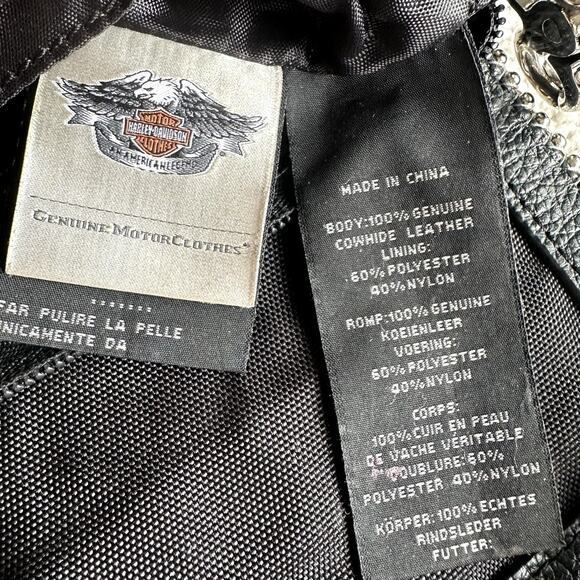 MOTOR
HARLEY-DAVIDSON
CLOTHES
AN AMERICAN LEGEND
GENUINE MOTORCLOTHES®
FAR PULIRE LA PELLE
UNICAMENTE DA
MADE IN CHINA
BODY:100% GENUINE
COWHIDE LEATHER
LINING:
60% POLYESTER
40% NYLON
ROMP:100% GENUINE
KOEIENLEER
VOERING:
60% POLYESTER
40% NYLON
CORPS:
100% CUIR EN PEAU
DE VACHE VÉRITABLE
DOUBLURE:60%
POLYESTER 40% NYLON
KÖRPER:100% ECHTES
RINDSLEDER
FUTTER: